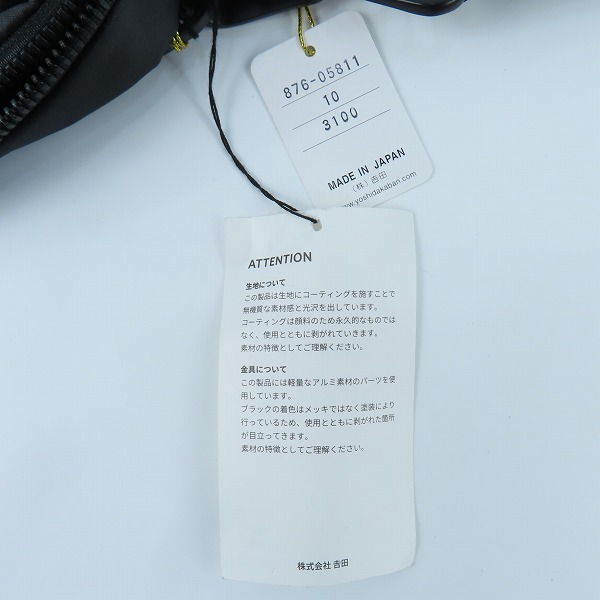 876-05811
10
3100
MADE IN JAPAN
(株)吉田
www.yoshidakaban.com
ATTENTION
生地について
この製品は生地にコーティングを施すことで
無機質な素材感と光沢を出しています。
コーティングは顔料のため永久的なものでは
なく、使用とともに剥がれていきます。
素材の特徴としてご理解ください。
金具について
この製品には軽量なアルミ素材のパーツを使
用しています。
ブラックの着色はメッキではなく塗装により
行っているため、使用とともに剥がれた箇所
が目立ってきます。
素材の特徴としてご理解ください。
株式会社 吉田